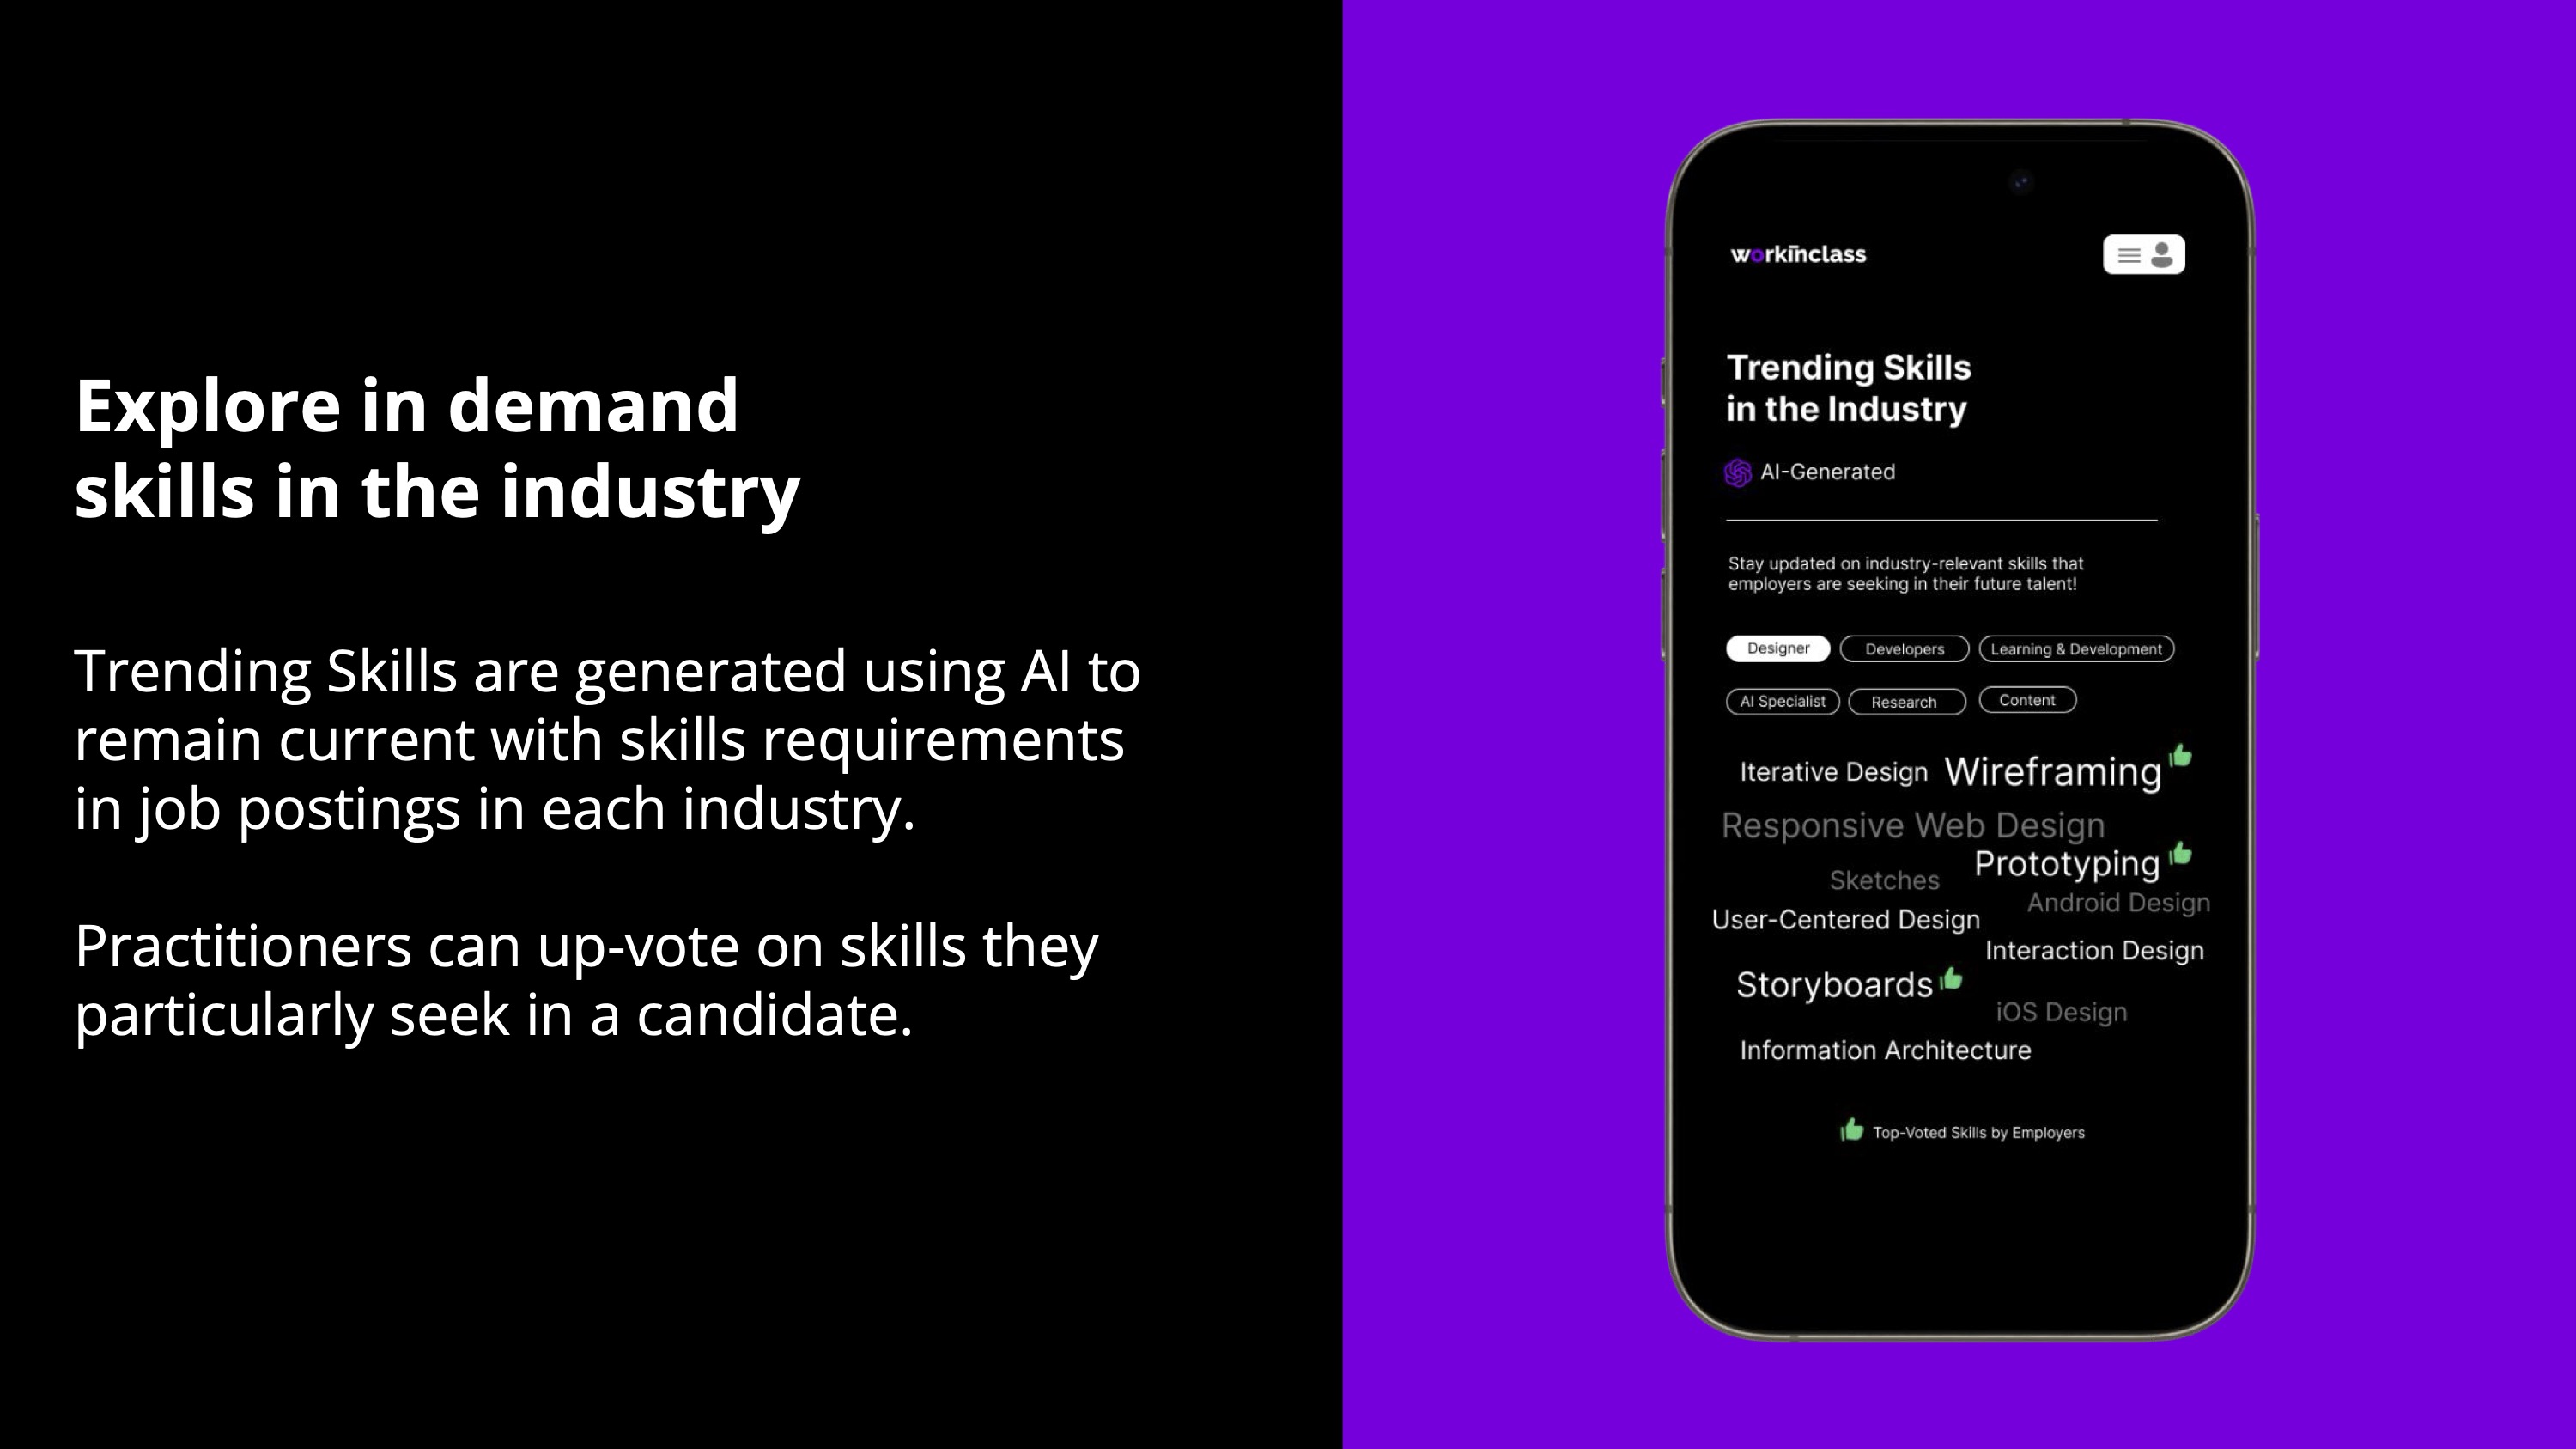 Explore in demand
skills in the industry
Trending Skills are generated using AI to
remain current with skills requirements
in job postings in each industry.
Practitioners can up-vote on skills they
particularly seek in a candidate.
workinclass
Trending Skills
in the Industry
AI-Generated
Stay updated on industry-relevant skills that
employers are seeking in their future talent!
Designer Developers Learning & Development
AI Specialist Research Content
Iterative Design Wireframing
Responsive Web Design
Prototyping
Sketches
Android Design
User-Centered Design
Interaction Design
Storyboards
iOS Design
Information Architecture
Top-Voted Skills by Employers